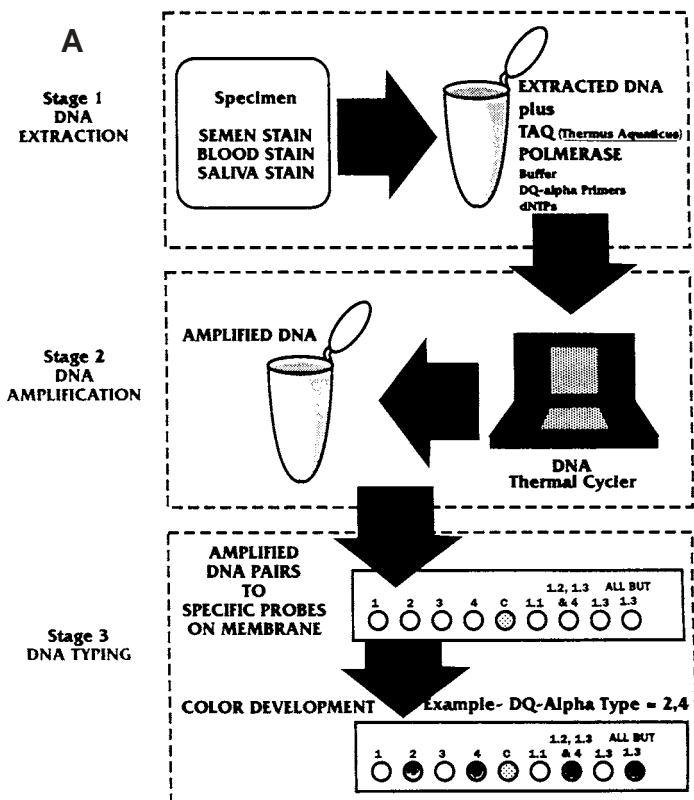 A
Stage 1
DNA
EXTRACTION
Specimen
SEMEN STAIN
BLOOD STAIN
SALIVA STAIN
EXTRACTED DNA
plus
TAQ (Thermus Aquaticus)
POLMERASE
Buffer
DQ-alpha Primers
dNTPs
Stage 2
DNA
AMPLIFICATION
AMPLIFIED DNA
DNA
Thermal Cycler
Stage 3
DNA TYPING
AMPLIFIED
DNA PAIRS
TO
SPECIFIC PROBES
ON MEMBRANE
1.2, 1.3 ALL BUT
1 2 3 4 C 1.1 & 4 1.3 1.3
COLOR DEVELOPMENT Example- DQ-Alpha Type = 2,4
1.2, 1.3 ALL BUT
1 2 3 4 C 1.1 & 4 1.3 1.3